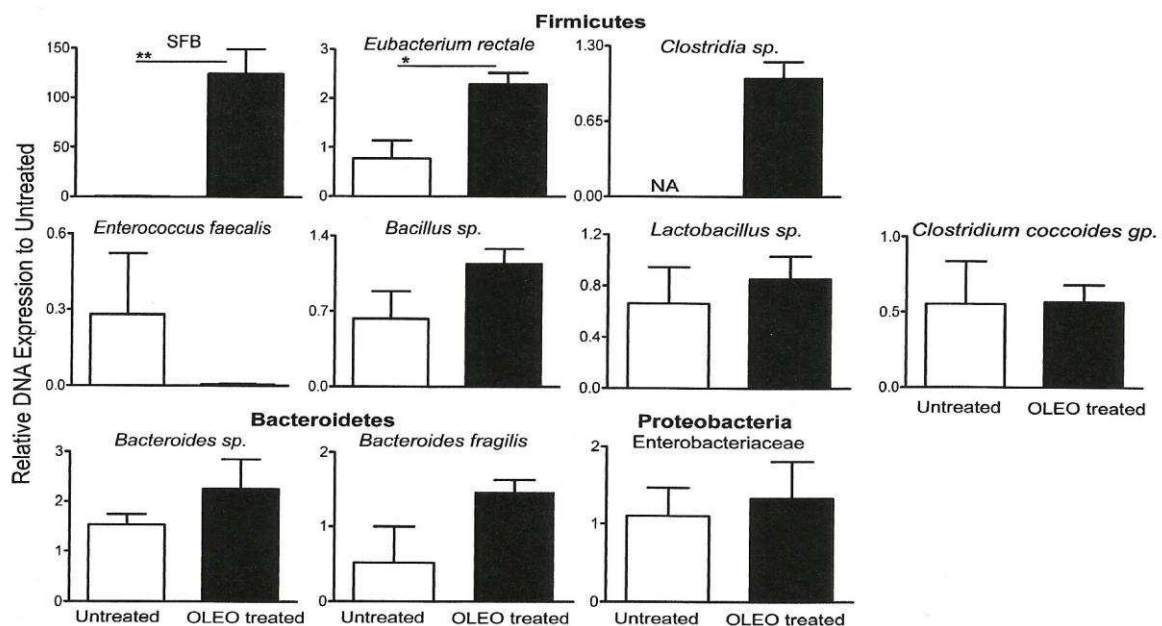 Relative DNA Expression to Untreated
Firmicutes
SFB
150
100
50
0
**
Eubacterium rectale
3
2
1
0
*
Clostridia sp.
1.30
0.65
0.00
NA
Enterococcus faecalis
0.6
0.3
0.0
Bacillus sp.
1.4
0.7
0.0
Lactobacillus sp.
1.2
0.8
0.4
0.0
Clostridium coccoides gp.
1.0
0.5
0.0
Untreated OLEO treated
Bacteroidetes
Bacteroides sp.
3
2
1
0
Untreated OLEO treated
Bacteroides fragilis
2
1
0
Untreated OLEO treated
Proteobacteria
Enterobacteriaceae
2
1
0
Untreated OLEO treated